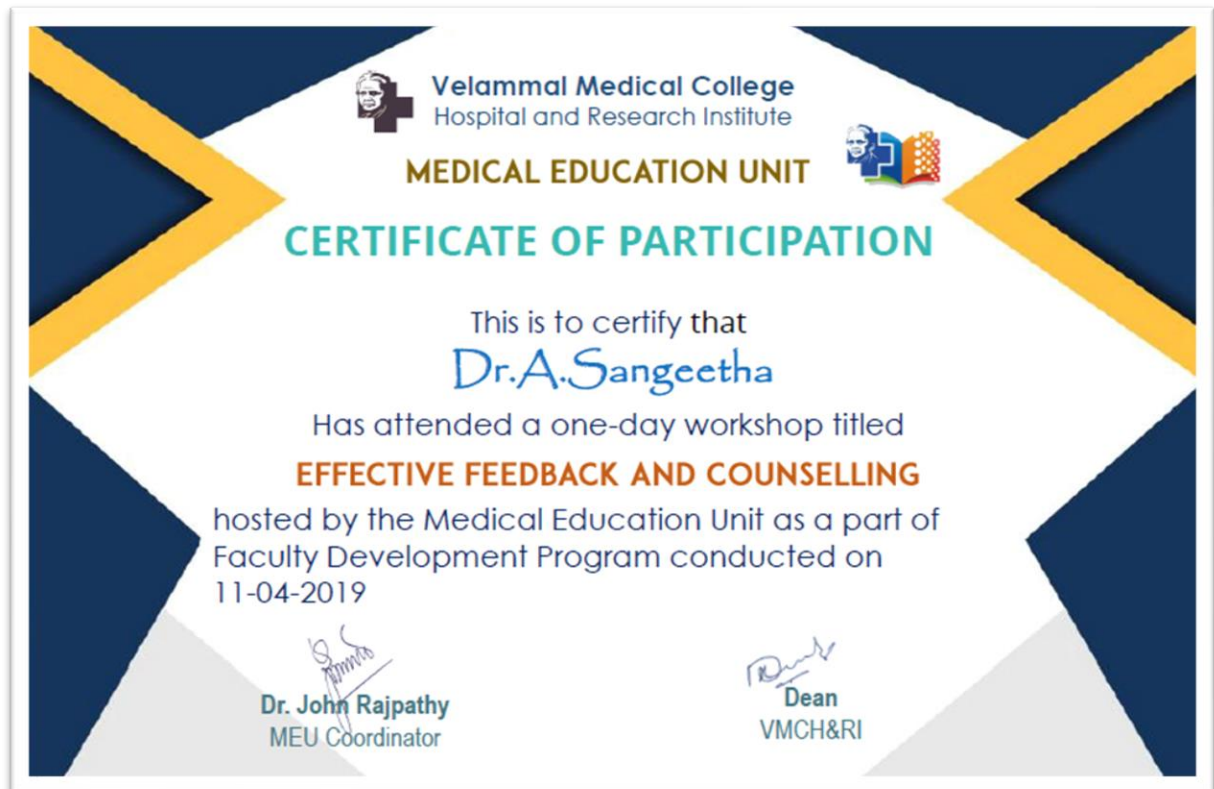 Velammal Medical College
Hospital and Research Institute
MEDICAL EDUCATION UNIT
CERTIFICATE OF PARTICIPATION
This is to certify that
Dr.A.Sangeetha
Has attended a one-day workshop titled
EFFECTIVE FEEDBACK AND COUNSELLING
hosted by the Medical Education Unit as a part of
Faculty Development Program conducted on
11-04-2019
Dr. John Rajpathy
MEU Coordinator
Dean
VMCH&RI